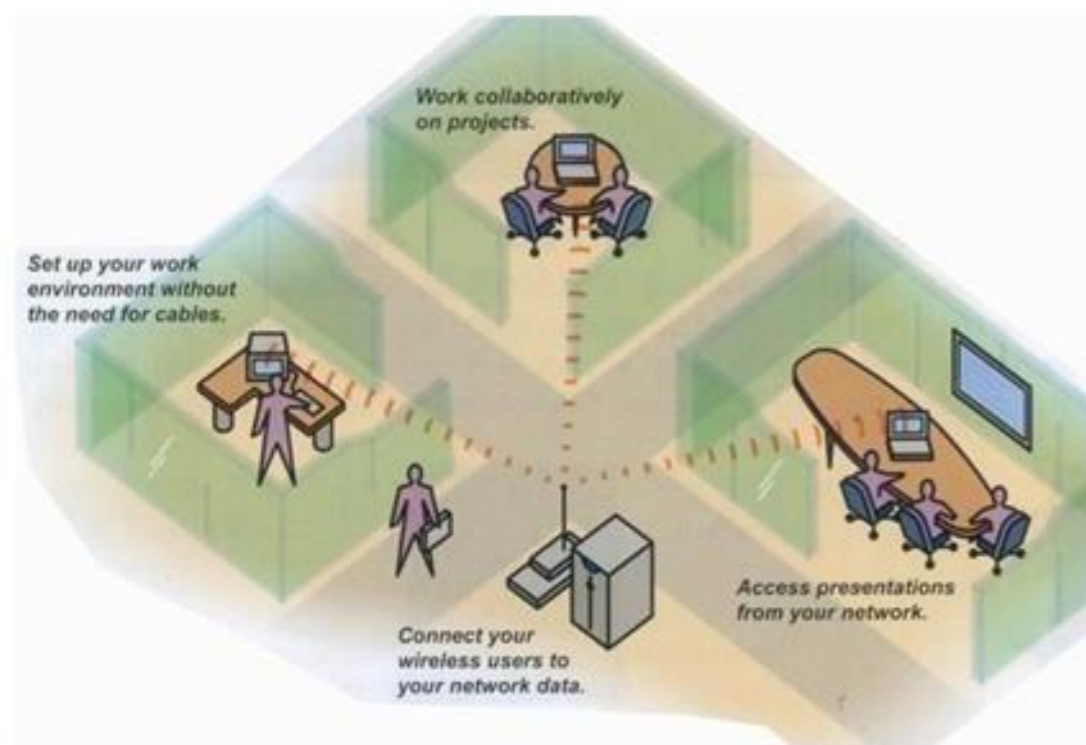 Work collaboratively
on projects.
Set up your work
environment without
the need for cables.
Access presentations
from your network.
Connect your
wireless users to
your network data.